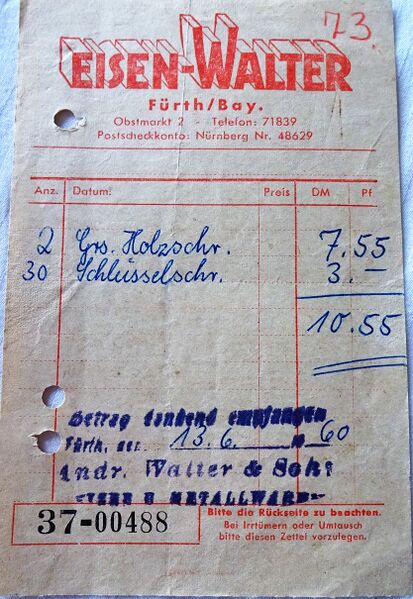 73.
EISEN-WALTER
Fürth/Bay.
Obstmarkt 2 - Telefon: 71839
Postscheckkonto: Nürnberg Nr. 48629
Anz. Datum: Preis DM Pf
2 Grs. Holzschr. 7.55
30 Schlüsselschr. 3.—
10.55
Betrag dankend empfangen
Fürth, den 13.6. 60
Andr. Walter & Sohn
EISEN & METALLWAREN
37-00488
Bitte die Rückseite zu beachten.
Bei Irrtümern oder Umtausch
bitte diesen Zettel vorzulegen.